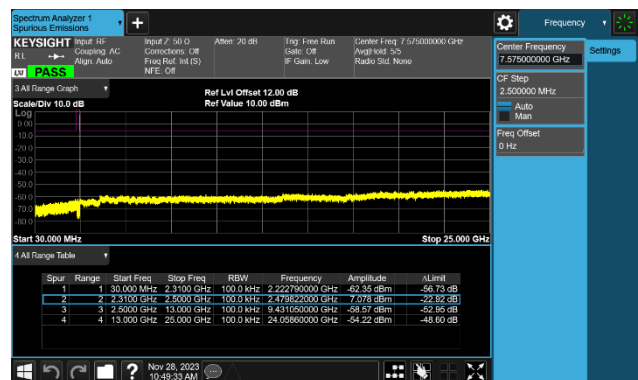 Spectrum Analyzer 1
Spurious Emissions
Frequency
KEYSIGHT Input: RF Input Z: 50 Ω Atten: 20 dB Trig: Free Run Center Freq: 7.575000000 GHz
R L Coupling: AC Corrections: Off Gate: Off Avg|Hold: 5/5
Align: Auto Freq Ref: Int (S) IF Gain: Low Radio Std: None
LXI PASS NFE: Off
Center Frequency
7.575000000 GHz
Settings
CF Step
2.500000 MHz
Auto
Man
Freq Offset
0 Hz
3 All Range Graph
Ref Lvl Offset 12.00 dB
Scale/Div 10.0 dB Ref Value 10.00 dBm
Log
0.00
-10.0
-20.0
-30.0
-40.0
-50.0
-60.0
-70.0
-80.0
Start 30.000 MHz Stop 25.000 GHz
4 All Range Table
Spur Range Start Freq Stop Freq RBW Frequency Amplitude ΔLimit
1 1 30.000 MHz 2.3100 GHz 100.0 kHz 2.222790000 GHz -62.35 dBm -56.73 dB
2 2 2.3100 GHz 2.5000 GHz 100.0 kHz 2.479822000 GHz 7.078 dBm -22.92 dB
3 3 2.5000 GHz 13.000 GHz 100.0 kHz 9.431050000 GHz -58.57 dBm -52.95 dB
4 4 13.000 GHz 25.000 GHz 100.0 kHz 24.05860000 GHz -54.22 dBm -48.60 dB
? Nov 28, 2023
10:49:33 AM